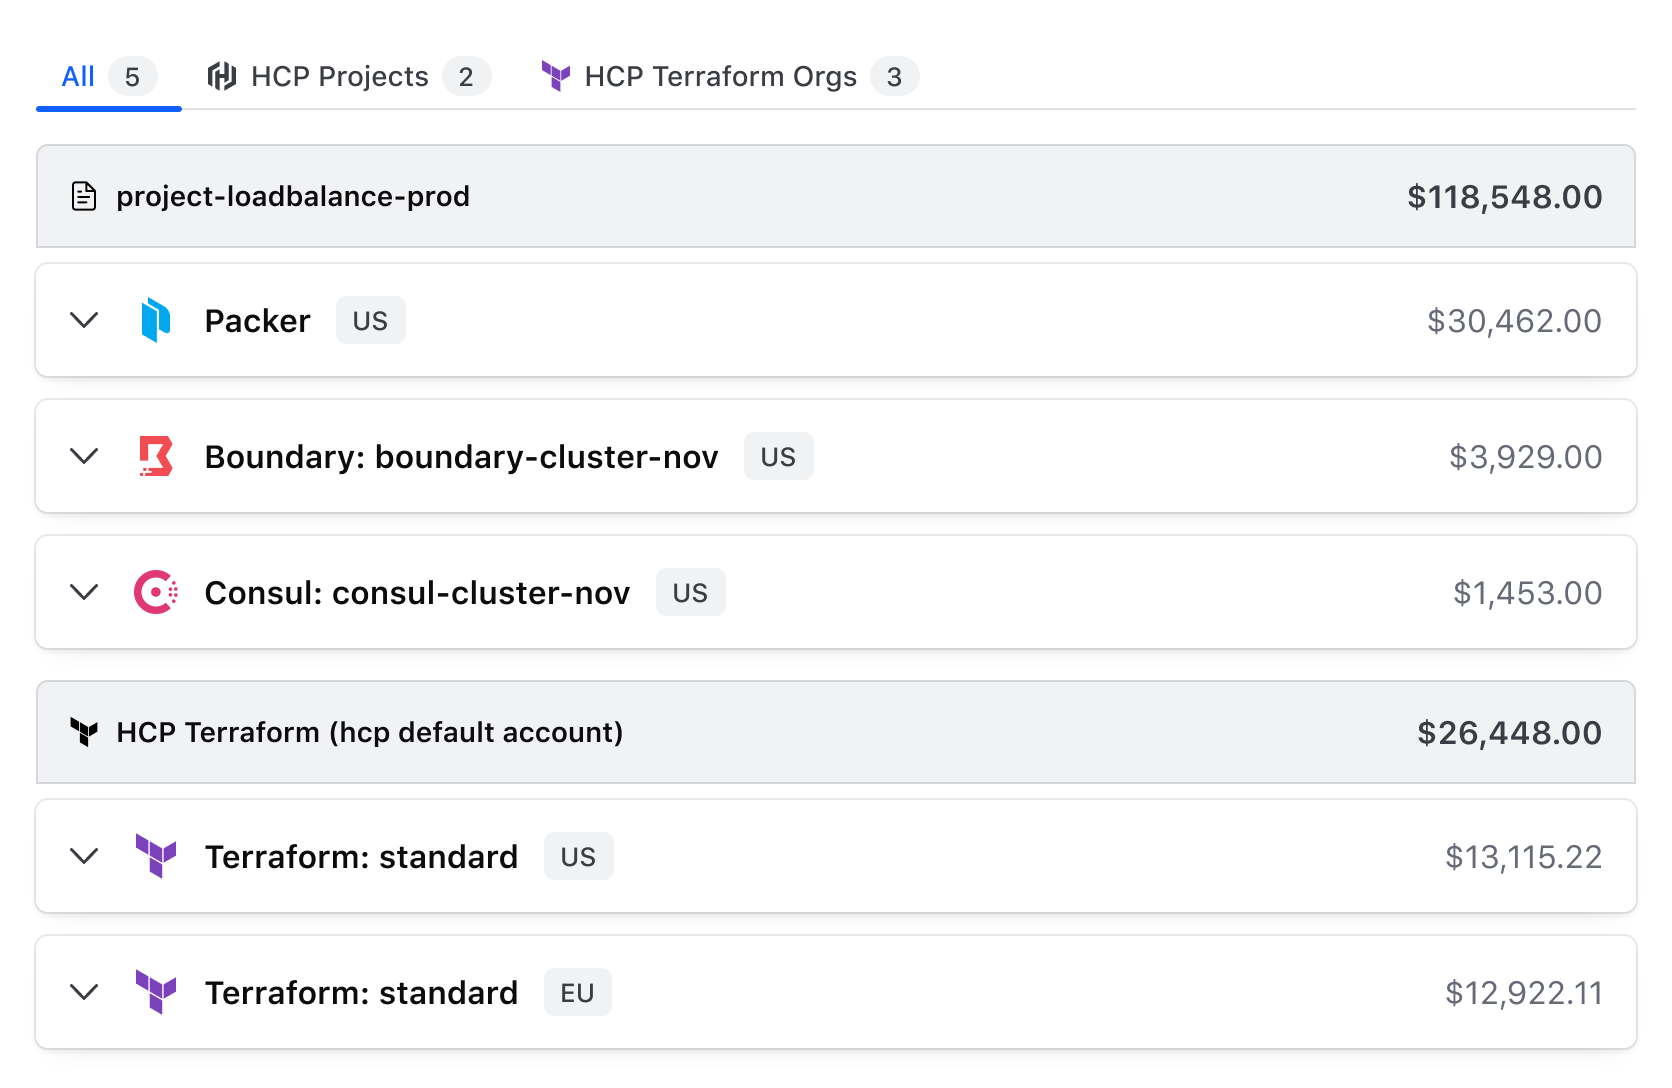 All 5 HCP Projects 2 HCP Terraform Orgs 3
project-loadbalance-prod $118,548.00
Packer US $30,462.00
Boundary: boundary-cluster-nov US $3,929.00
Consul: consul-cluster-nov US $1,453.00
HCP Terraform (hcp default account) $26,448.00
Terraform: standard US $13,115.22
Terraform: standard EU $12,922.11